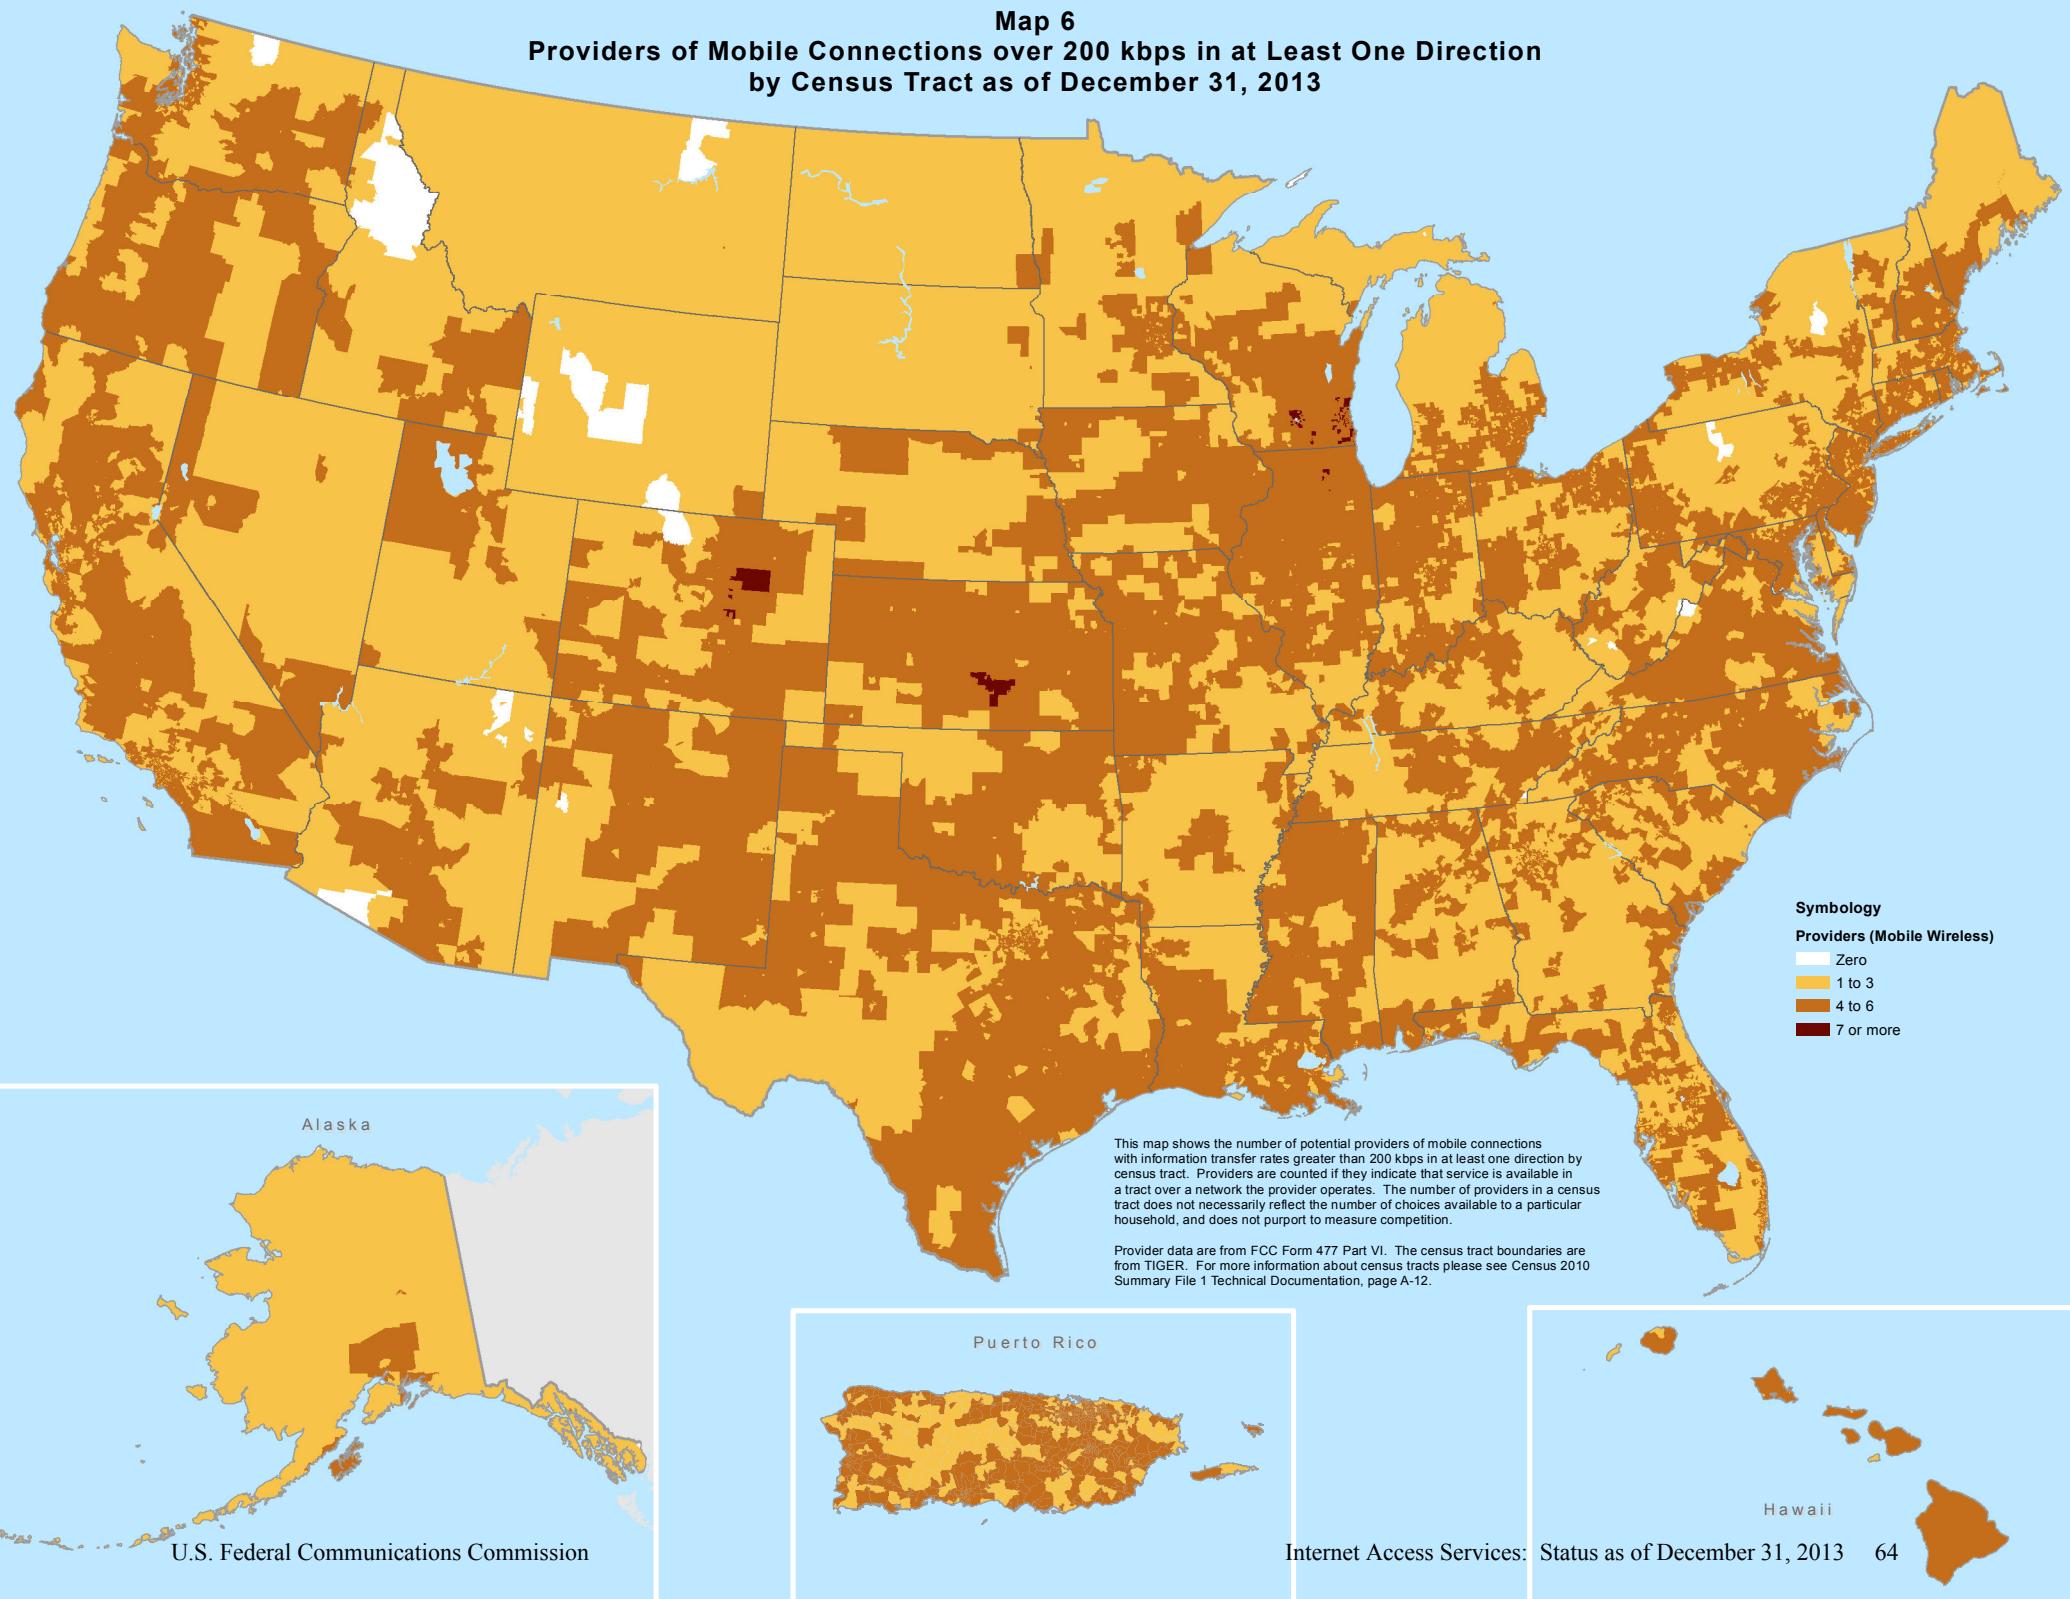 Map 6
Providers of Mobile Connections over 200 kbps in at Least One Direction
by Census Tract as of December 31, 2013
Symbology
Providers (Mobile Wireless)
Zero
1 to 3
4 to 6
7 or more
Alaska
This map shows the number of potential providers of mobile connections
with information transfer rates greater than 200 kbps in at least one direction by
census tract. Providers are counted if they indicate that service is available in
a tract over a network the provider operates. The number of providers in a census
tract does not necessarily reflect the number of choices available to a particular
household, and does not purport to measure competition.
Provider data are from FCC Form 477 Part VI. The census tract boundaries are
from TIGER. For more information about census tracts please see Census 2010
Summary File 1 Technical Documentation, page A-12.
Puerto Rico
Hawaii
U.S. Federal Communications Commission
Internet Access Services: Status as of December 31, 2013 64